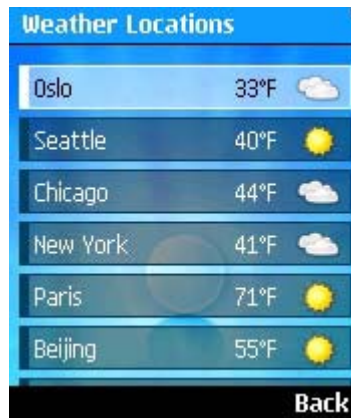 Weather Locations
Oslo 33°F
Seattle 40°F
Chicago 44°F
New York 41°F
Paris 71°F
Beijing 55°F
Back